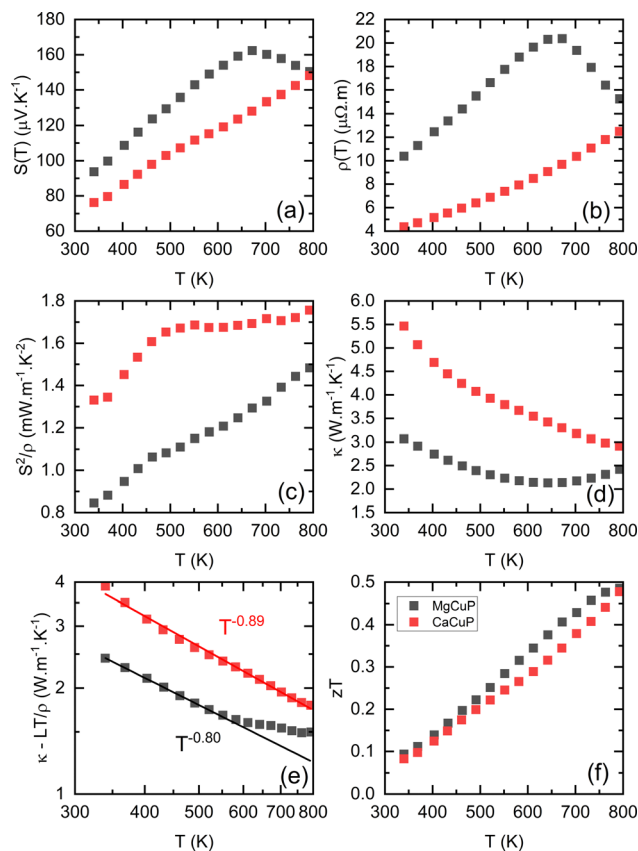 180
160
140
120
100
80
60
S(T) (μV.K⁻¹)
(a)
300 400 500 600 700 800
T (K)
22
20
18
16
14
12
10
8
6
4
ρ(T) (μΩ.m)
(b)
300 400 500 600 700 800
T (K)
1.8
1.6
1.4
1.2
1.0
0.8
S²/ρ (mW.m⁻¹.K⁻²)
(c)
300 400 500 600 700 800
T (K)
6.0
5.5
5.0
4.5
4.0
3.5
3.0
2.5
2.0
1.5
κ (W.m⁻¹.K⁻¹)
(d)
300 400 500 600 700 800
T (K)
4
3
2
1
κ - LT/ρ (W.m⁻¹.K⁻¹)
T⁻⁰·⁸⁹
T⁻⁰·⁸⁰
(e)
300 400 500 600 700 800
T (K)
0.5
0.4
0.3
0.2
0.1
0.0
zT
MgCuP
CaCuP
(f)
300 400 500 600 700 800
T (K)